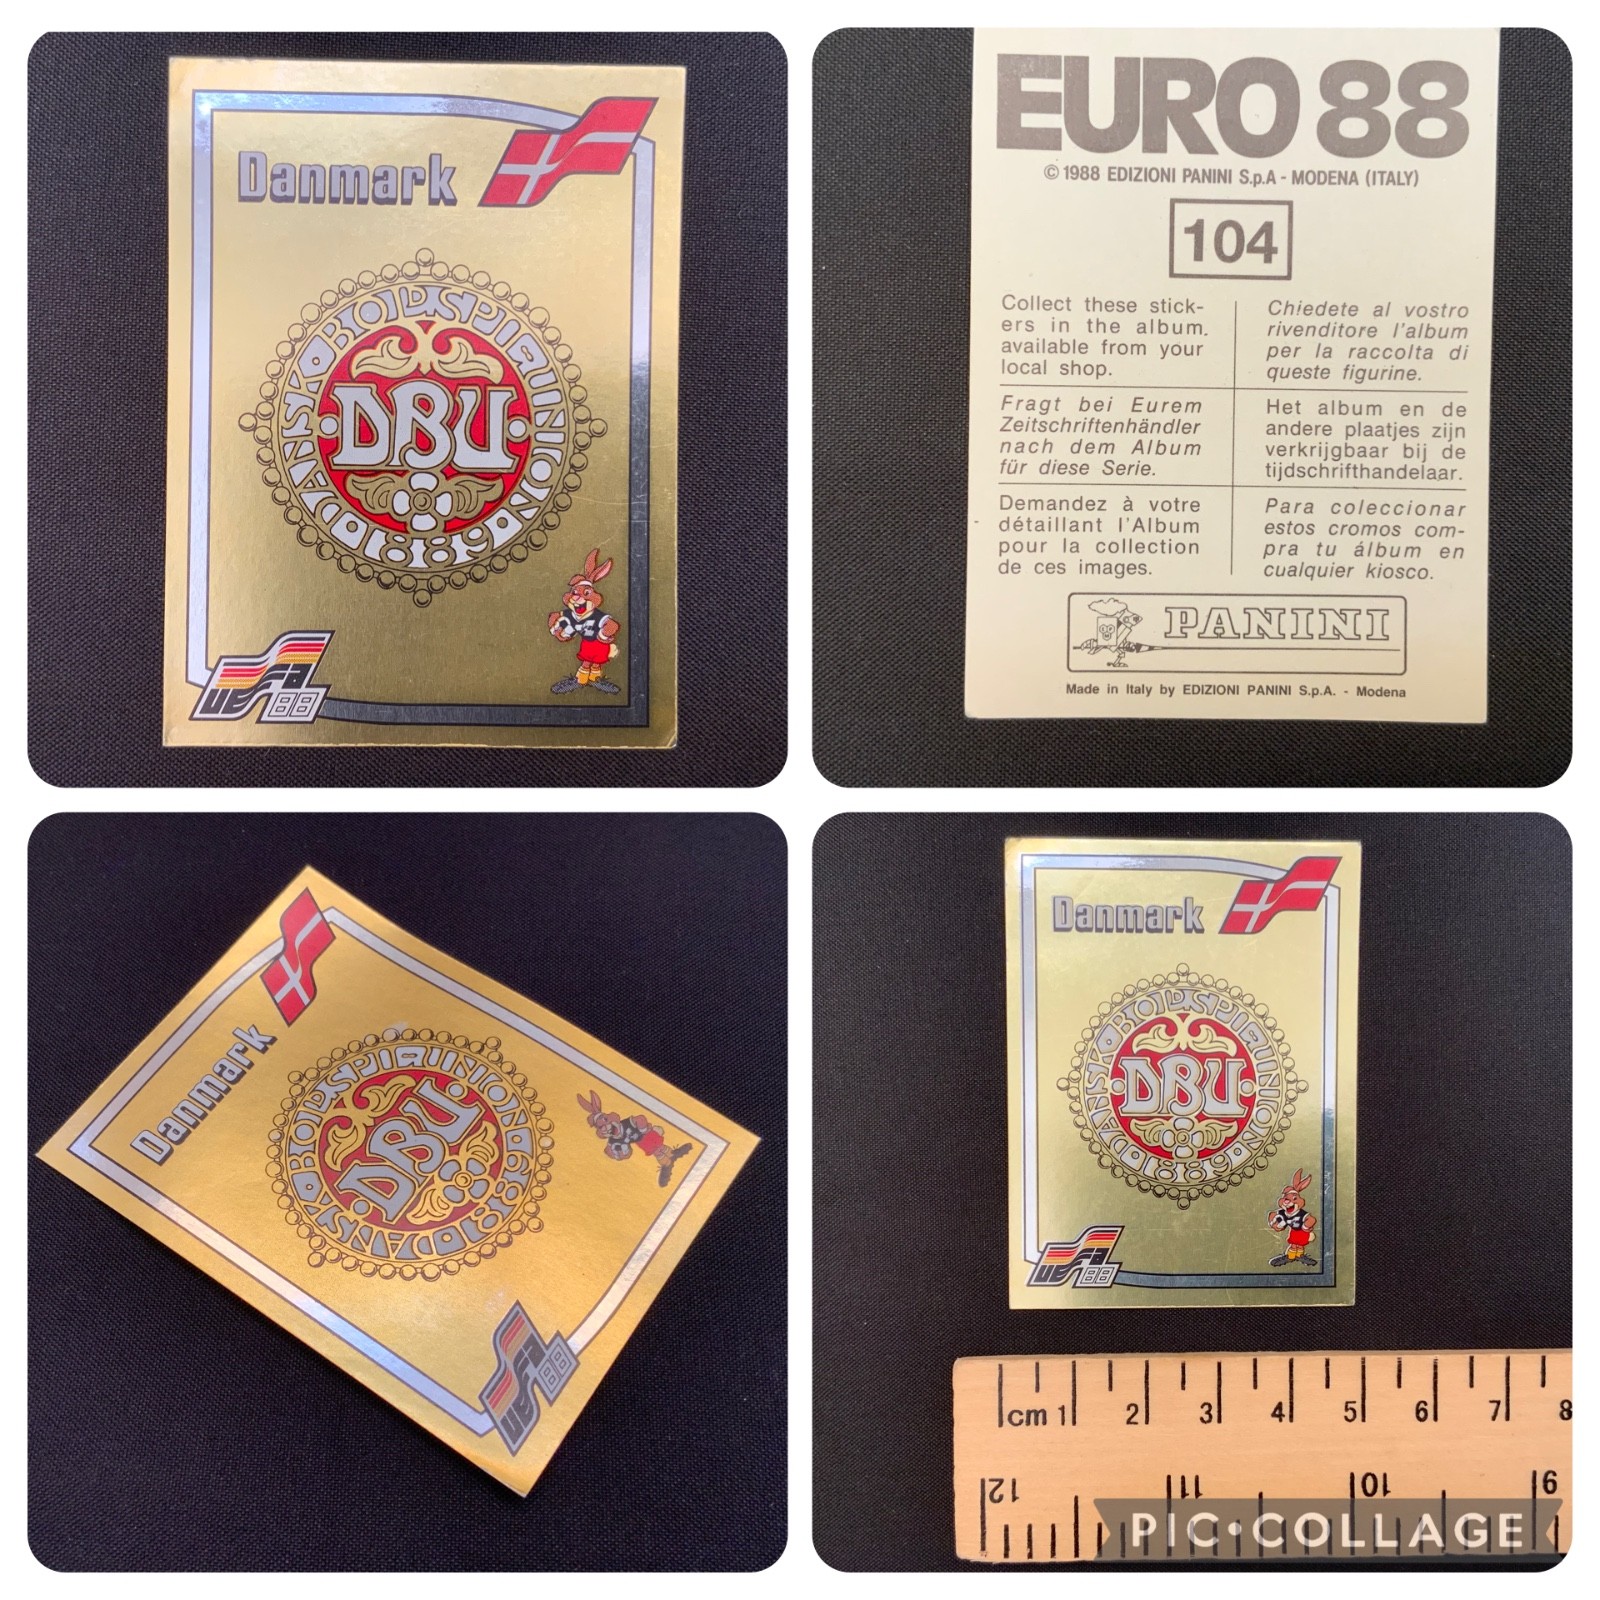 Danmark
DANSK BOLDSPIL UNION
DBU
1889
UEFA
88
EURO 88
© 1988 EDIZIONI PANINI S.p.A - MODENA (ITALY)
104
Collect these stick-
ers in the album.
available from your
local shop.
Chiedete al vostro
rivenditore l'album
per la raccolta di
queste figurine.
Fragt bei Eurem
Zeitschriftenhändler
nach dem Album
für diese Serie.
Het album en de
andere plaatjes zijn
verkrijgbaar bij de
tijdschrifthandelaar.
Demandez à votre
détaillant l'Album
pour la collection
de ces images.
Para coleccionar
estos cromos com-
pra tu álbum en
cualquier kiosco.
PANINI
Made in Italy by EDIZIONI PANINI S.p.A. - Modena
Danmark
DANSK BOLDSPIL UNION
DBU
1889
UEFA
88
Danmark
DANSK BOLDSPIL UNION
DBU
1889
UEFA
88
cm 1 2 3 4 5 6 7 8
12 11 10 9
PIC•COLLAGE